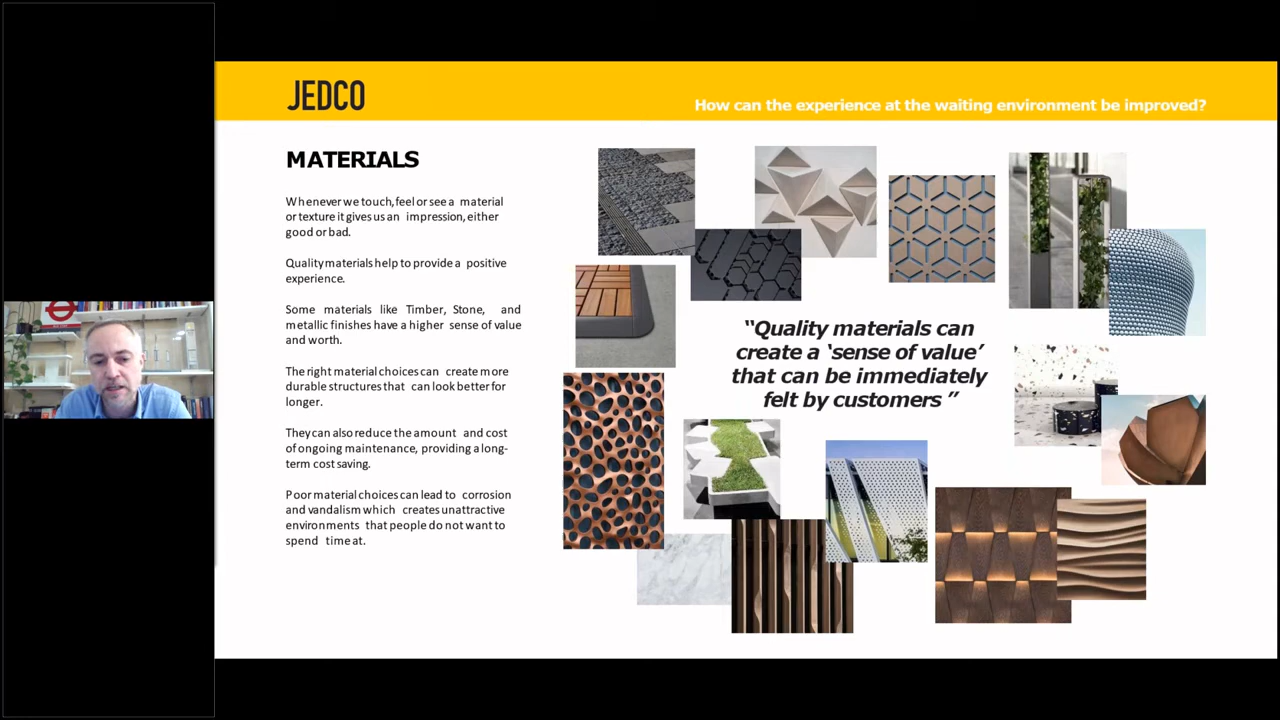 JEDCO
How can the experience at the waiting environment be improved?
MATERIALS
Whenever we touch, feel or see a material
or texture it gives us an impression, either
good or bad.
Quality materials help to provide a positive
experience.
Some materials like Timber, Stone, and
metallic finishes have a higher sense of value
and worth.
The right material choices can create more
durable structures that can look better for
longer.
They can also reduce the amount and cost
of ongoing maintenance, providing a long-
term cost saving.
Poor material choices can lead to corrosion
and vandalism which creates unattractive
environments that people do not want to
spend time at.
“Quality materials can
create a ‘sense of value’
that can be immediately
felt by customers ”